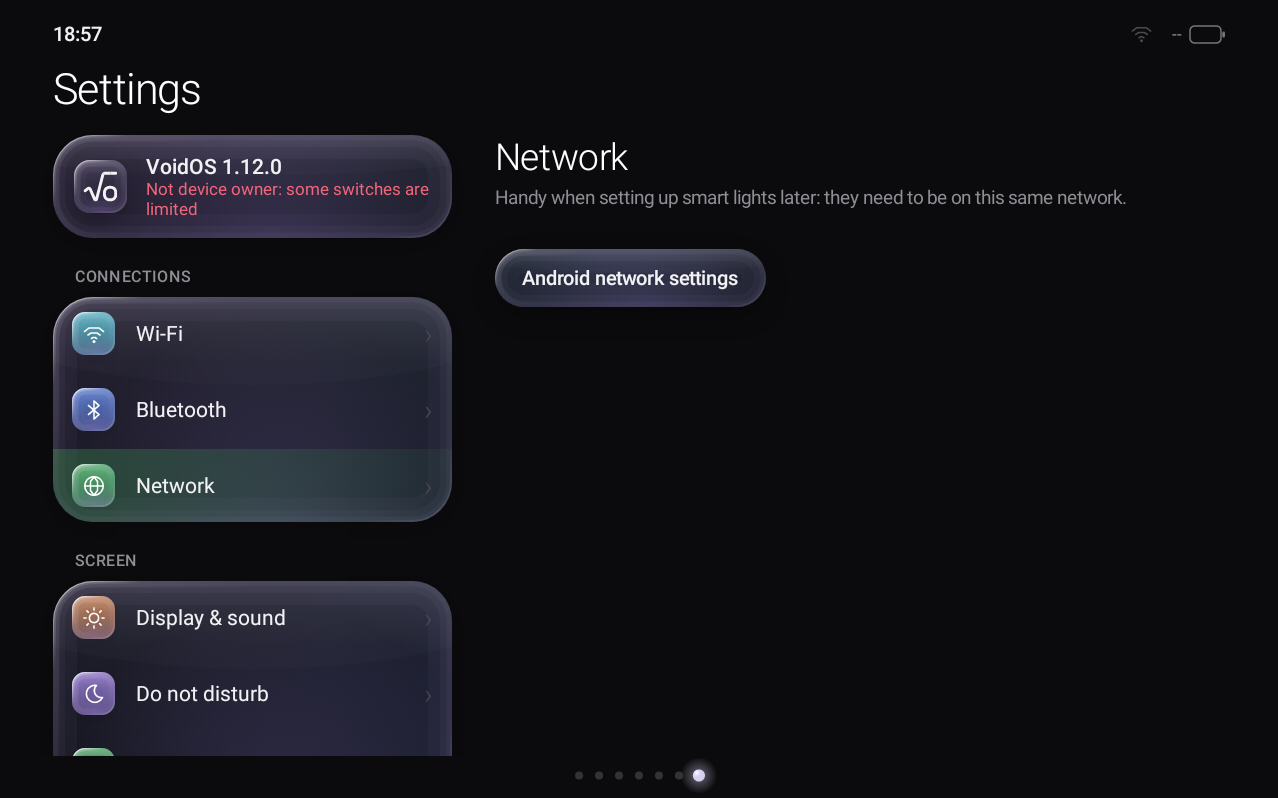 18:57
--
Settings
VoidOS 1.12.0
Not device owner: some switches are
limited
CONNECTIONS
Wi-Fi
Bluetooth
Network
SCREEN
Display & sound
Do not disturb
Network
Handy when setting up smart lights later: they need to be on this same network.
Android network settings